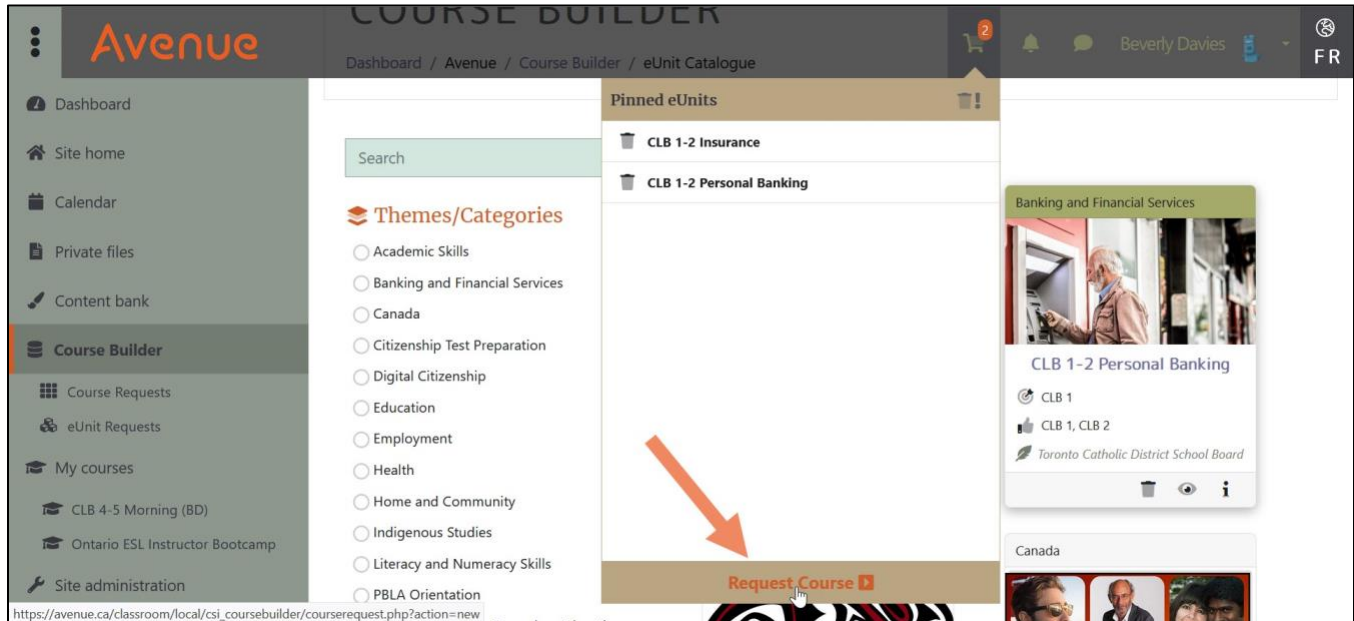 COURSE BUILDER
Avenue
Dashboard / Avenue / Course Builder / eUnit Catalogue
2
Beverly Davies
FR
Dashboard
Site home
Calendar
Private files
Content bank
Course Builder
Course Requests
eUnit Requests
My courses
CLB 4-5 Morning (BD)
Ontario ESL Instructor Bootcamp
Site administration
https://avenue.ca/classroom/local/csi_coursebuilder/courserequest.php?action=new
Search
Themes/Categories
Academic Skills
Banking and Financial Services
Canada
Citizenship Test Preparation
Digital Citizenship
Education
Employment
Health
Home and Community
Indigenous Studies
Literacy and Numeracy Skills
PBLA Orientation
Pinned eUnits
!
CLB 1-2 Insurance
CLB 1-2 Personal Banking
Request Course
Banking and Financial Services
CLB 1-2 Personal Banking
CLB 1
CLB 1, CLB 2
Toronto Catholic District School Board
Canada